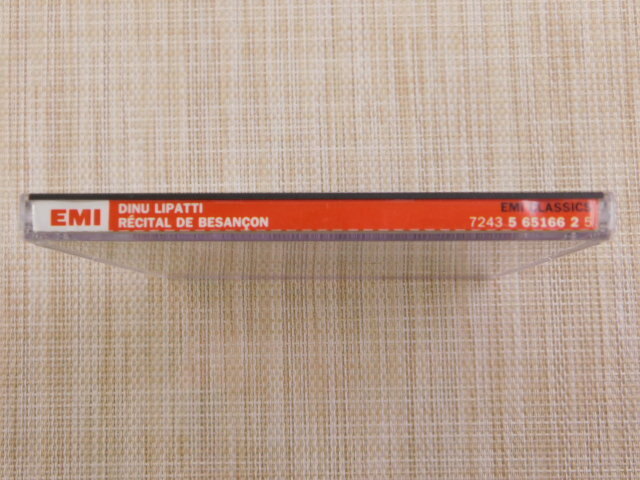 EMI
DINU LIPATTI
RÉCITAL DE BESANÇON
EMI CLASSICS
7243 5 65166 2 5